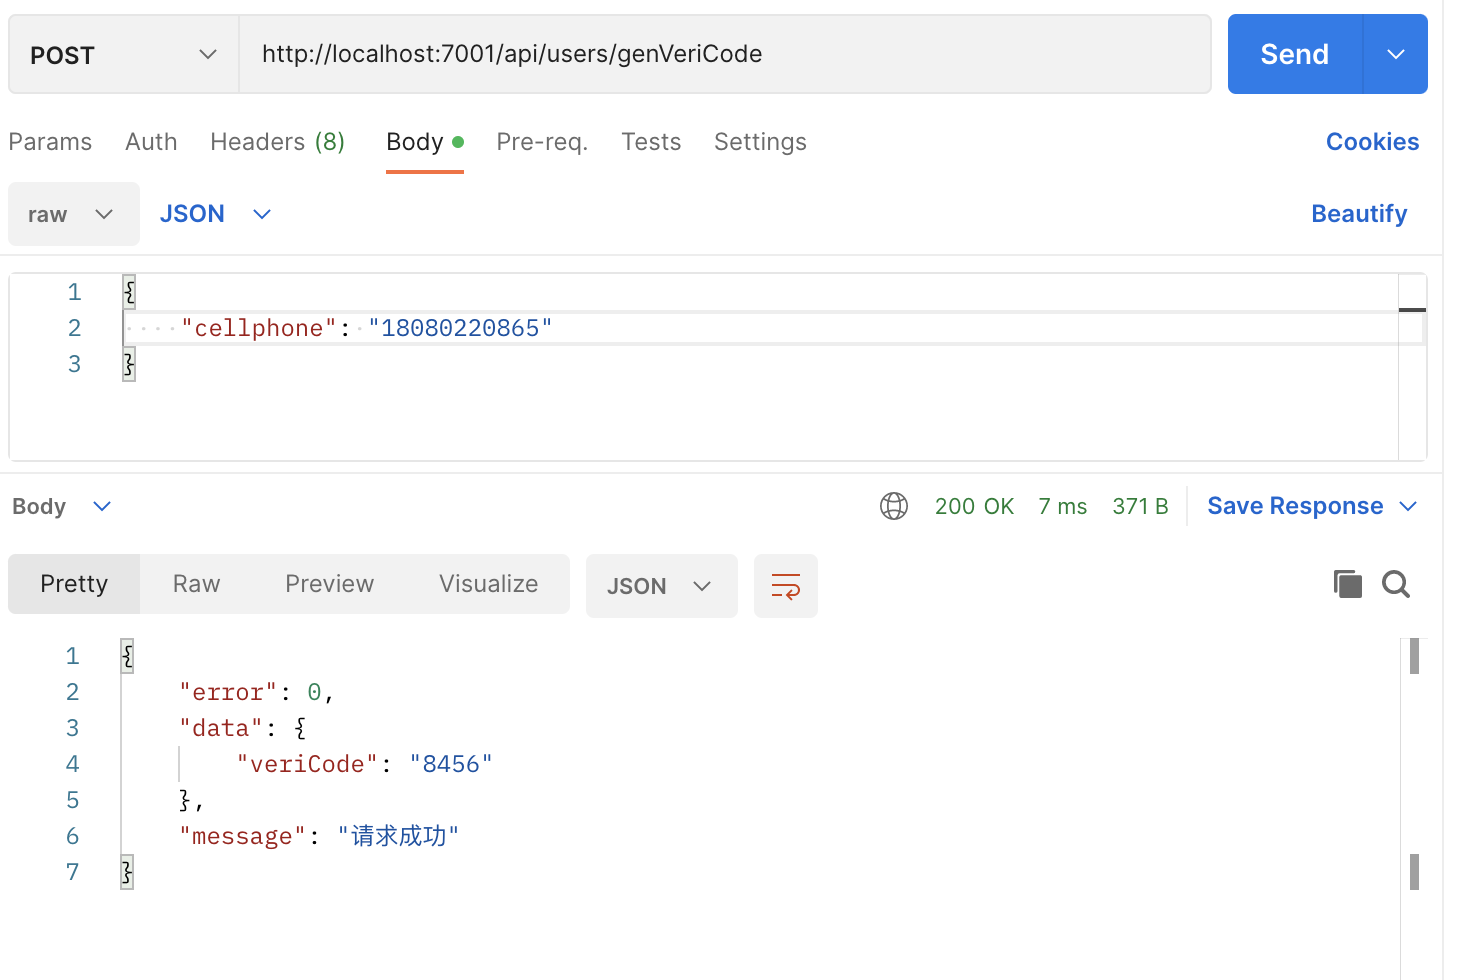 POST http://localhost:7001/api/users/genVeriCode Send
Params Auth Headers (8) Body Pre-req. Tests Settings Cookies
raw JSON Beautify
1 {
2 ····"cellphone":·"18080220865"
3 }
Body 200 OK 7 ms 371 B Save Response
Pretty Raw Preview Visualize JSON
1 {
2 "error": 0,
3 "data": {
4 "veriCode": "8456"
5 },
6 "message": "请求成功"
7 }